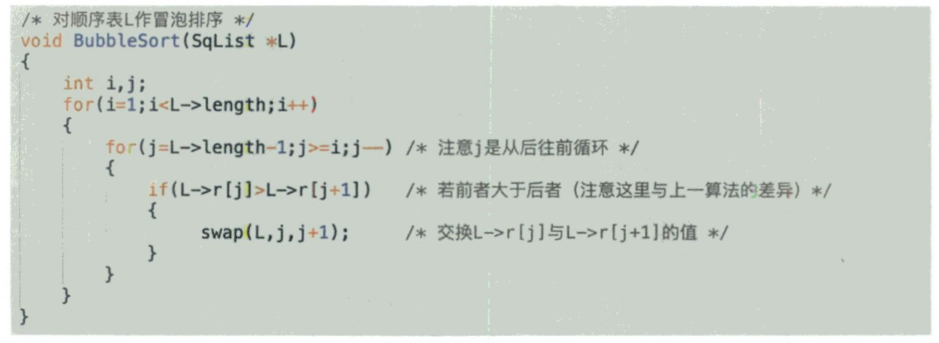 /* 对顺序表L作冒泡排序 */
void BubbleSort(SqList *L)
{
    int i,j;
    for(i=1;i<L->length;i++)
    {
        for(j=L->length-1;j>=i;j--) /* 注意j是从后往前循环 */
        {
            if(L->r[j]>L->r[j+1])   /* 若前者大于后者（注意这里与上一算法的差异）*/
            {
                swap(L,j,j+1);      /* 交换L->r[j]与L->r[j+1]的值 */
            }
        }
    }
}